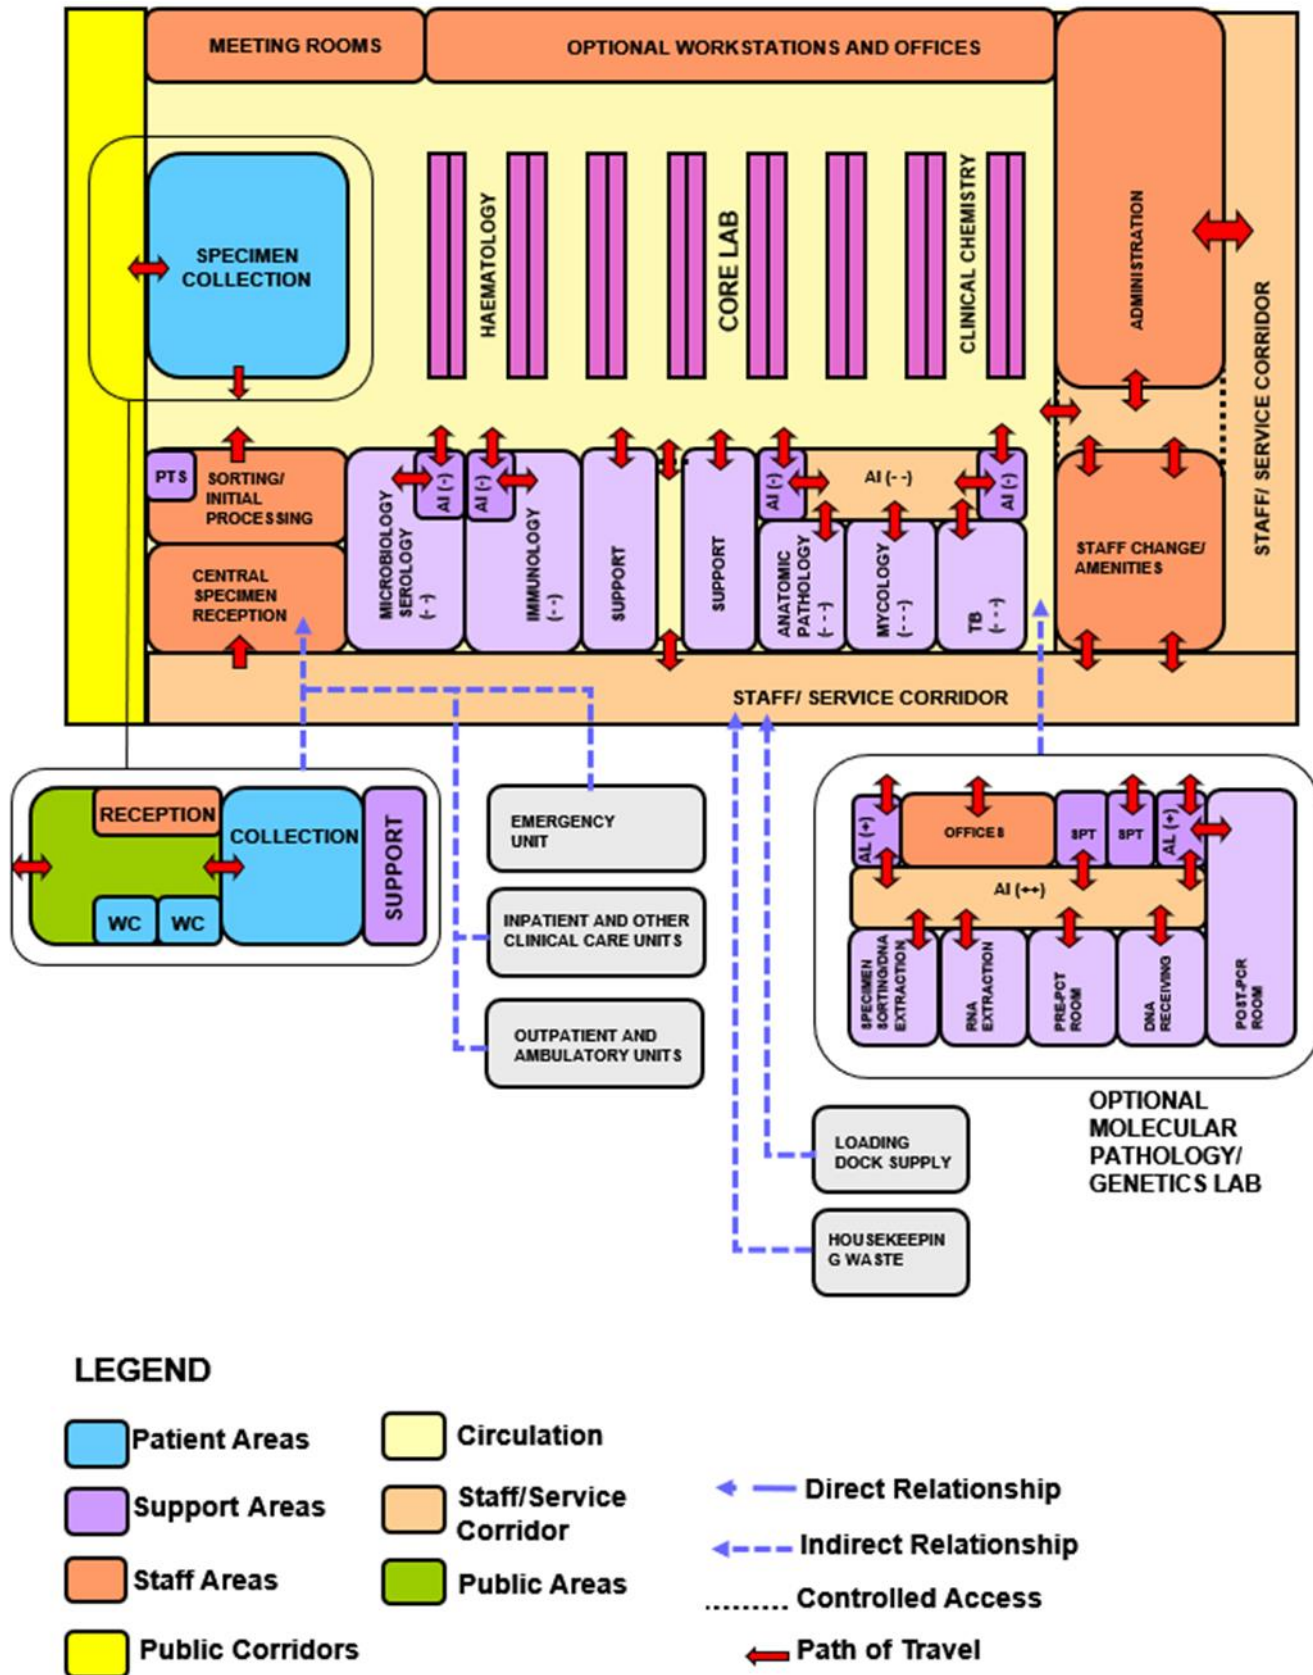 MEETING ROOMS
OPTIONAL WORKSTATIONS AND OFFICES
SPECIMEN
COLLECTION
HAEMATOLOGY
CORE LAB
CLINICAL CHEMISTRY
ADMINISTRATION
STAFF/ SERVICE CORRIDOR
PTS
SORTING/
INITIAL
PROCESSING
CENTRAL
SPECIMEN
RECEPTION
MICROBIOLOGY
SEROLOGY
(- -)
AI (-)
AI (-)
IMMUNOLOGY
(- -)
SUPPORT
SUPPORT
AI (-)
AI (- -)
AI (-)
ANATOMIC
PATHOLOGY
(- - -)
MYCOLOGY
(- - -)
TB
(- - -)
STAFF CHANGE/
AMENITIES
STAFF/ SERVICE CORRIDOR
RECEPTION
COLLECTION
SUPPORT
WC
WC
EMERGENCY
UNIT
INPATIENT AND OTHER
CLINICAL CARE UNITS
OUTPATIENT AND
AMBULATORY UNITS
AL (+)
OFFICES
SPT
SPT
AL (+)
AI (++)
SPECIMEN
SORTING/DNA
EXTRACTION
RNA
EXTRACTION
PRE-PCT
ROOM
DNA
RECEIVING
POST-PCR
ROOM
OPTIONAL
MOLECULAR
PATHOLOGY/
GENETICS LAB
LOADING
DOCK SUPPLY
HOUSEKEEPIN
G WASTE
LEGEND
Patient Areas
Support Areas
Staff Areas
Public Corridors
Circulation
Staff/Service
Corridor
Public Areas
Direct Relationship
Indirect Relationship
Controlled Access
Path of Travel